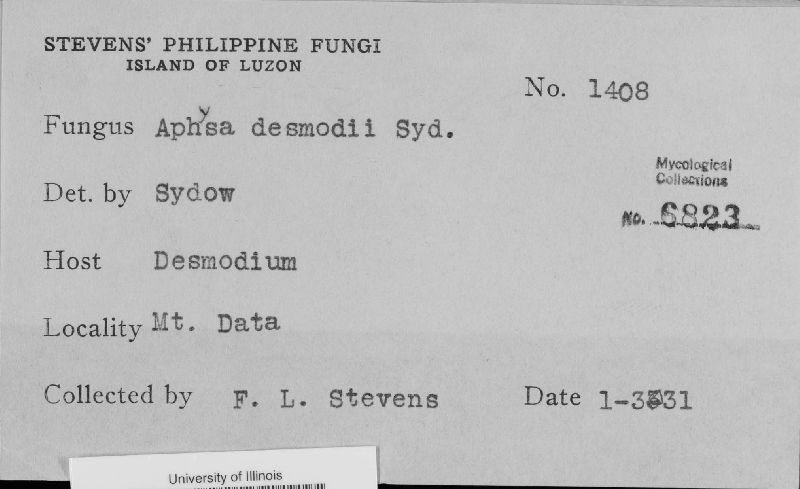 STEVENS' PHILIPPINE FUNGI
ISLAND OF LUZON
No. 1408
Fungus Aphysa desmodii Syd.
Mycological
Collections
No. 6823
Det. by Sydow
Host Desmodium
Locality Mt. Data
Collected by F. L. Stevens
Date
University of Illinois